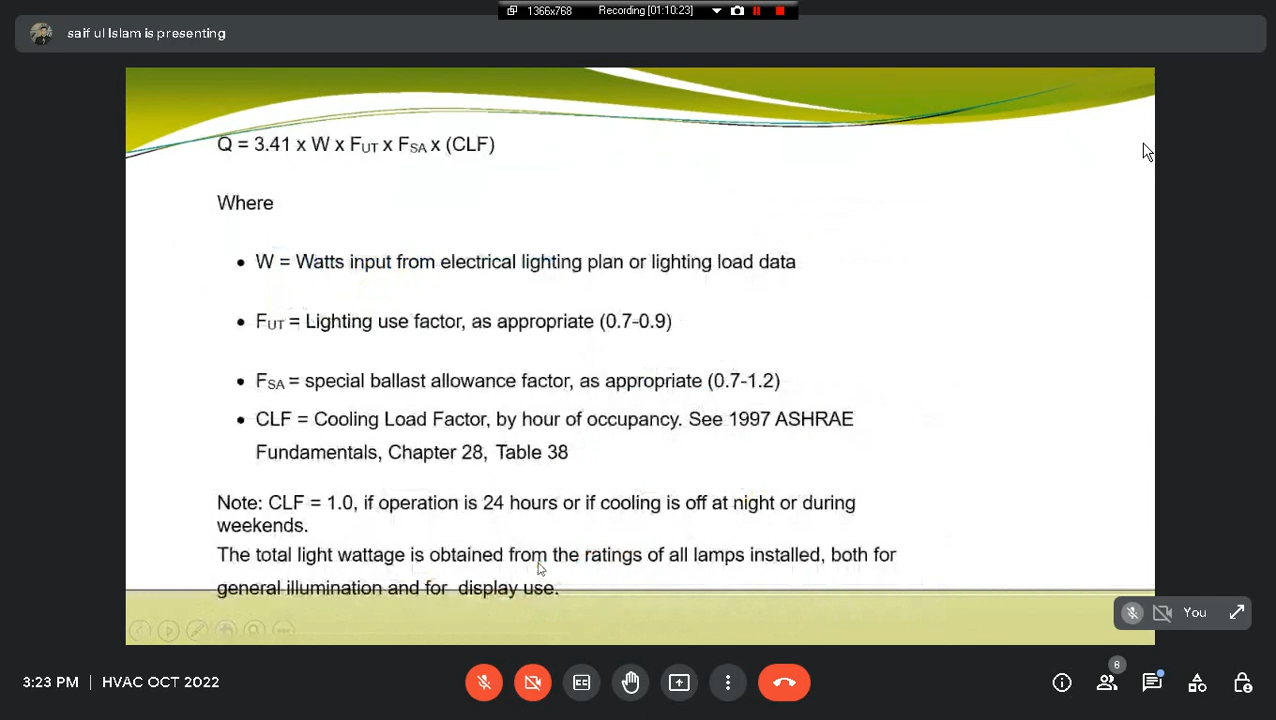 1366x768 Recording [01:10:23]
saif ul Islam is presenting
Q = 3.41 x W x FUT x FSA x (CLF)
Where
• W = Watts input from electrical lighting plan or lighting load data
• FUT = Lighting use factor, as appropriate (0.7-0.9)
• FSA = special ballast allowance factor, as appropriate (0.7-1.2)
• CLF = Cooling Load Factor, by hour of occupancy. See 1997 ASHRAE
Fundamentals, Chapter 28, Table 38
Note: CLF = 1.0, if operation is 24 hours or if cooling is off at night or during
weekends.
The total light wattage is obtained from the ratings of all lamps installed, both for
general illumination and for display use.
You
3:23 PM | HVAC OCT 2022
8